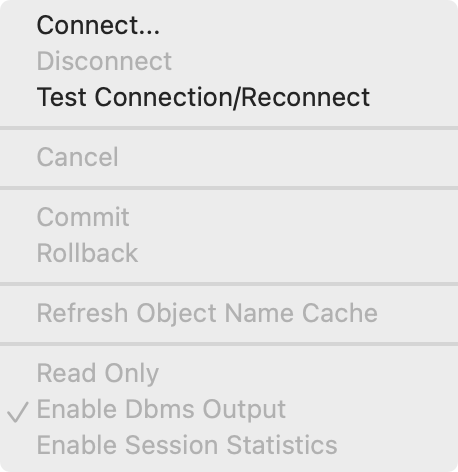 Connect...
Disconnect
Test Connection/Reconnect
Cancel
Commit
Rollback
Refresh Object Name Cache
Read Only
Enable Dbms Output
Enable Session Statistics